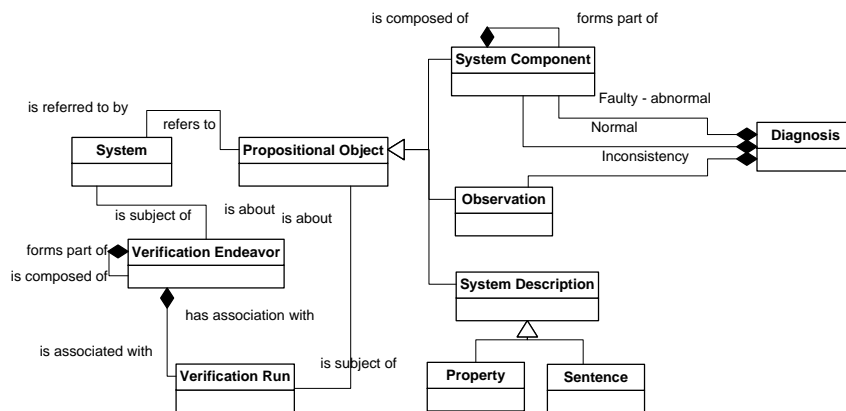 is composed of
forms part of
System Component
Faulty - abnormal
is referred to by
refers to
Normal
Diagnosis
System
Propositional Object
Inconsistency
Observation
is subject of
is about
is about
forms part of
Verification Endeavor
is composed of
System Description
has association with
is associated with
is subject of
Verification Run
Property
Sentence